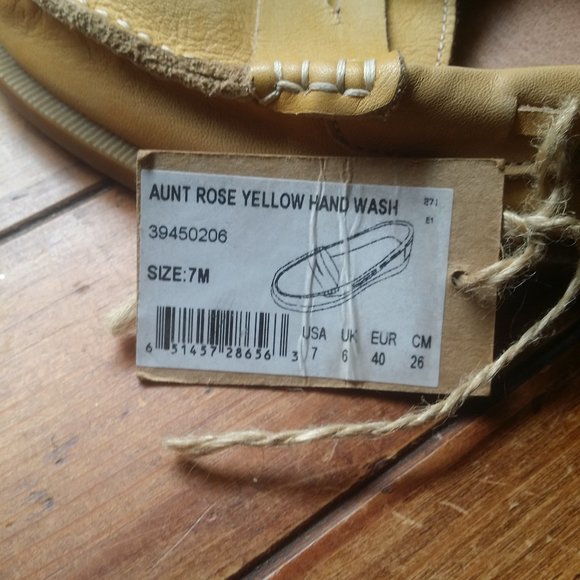 AUNT ROSE YELLOW HAND WASH
39450206
SIZE:7M
USA UK EUR CM
7 6 40 26
6 51457 28656 3